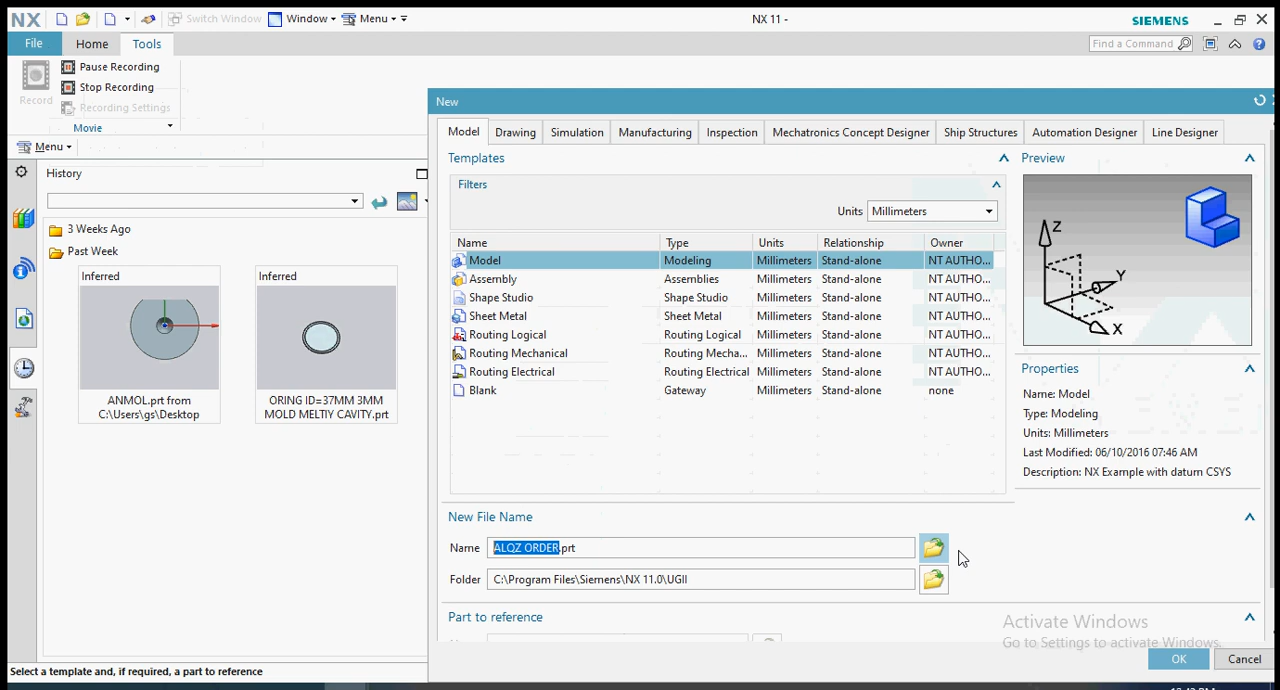 NX
Switch Window
Window
Menu
NX 11 -
SIEMENS
File
Home
Tools
Find a Command
Record
Pause Recording
Stop Recording
Recording Settings
Movie
Menu
History
3 Weeks Ago
Past Week
Inferred
ANMOL.prt from
C:\Users\gs\Desktop
Inferred
ORING ID=37MM 3MM
MOLD MELTIY CAVITY.prt
New
Model Drawing Simulation Manufacturing Inspection Mechatronics Concept Designer Ship Structures Automation Designer Line Designer
Templates
Filters
Units Millimeters
Name Type Units Relationship Owner
Model Modeling Millimeters Stand-alone NT AUTHO...
Assembly Assemblies Millimeters Stand-alone NT AUTHO...
Shape Studio Shape Studio Millimeters Stand-alone NT AUTHO...
Sheet Metal Sheet Metal Millimeters Stand-alone NT AUTHO...
Routing Logical Routing Logical Millimeters Stand-alone NT AUTHO...
Routing Mechanical Routing Mecha... Millimeters Stand-alone NT AUTHO...
Routing Electrical Routing Electrical Millimeters Stand-alone NT AUTHO...
Blank Gateway Millimeters Stand-alone none
Preview
Z
Y
X
Properties
Name: Model
Type: Modeling
Units: Millimeters
Last Modified: 06/10/2016 07:46 AM
Description: NX Example with datum CSYS
New File Name
Name ALQZ ORDER.prt
Folder C:\Program Files\Siemens\NX 11.0\UGII
Part to reference
Activate Windows
Go to Settings to activate Windows.
OK
Cancel
Select a template and, if required, a part to reference